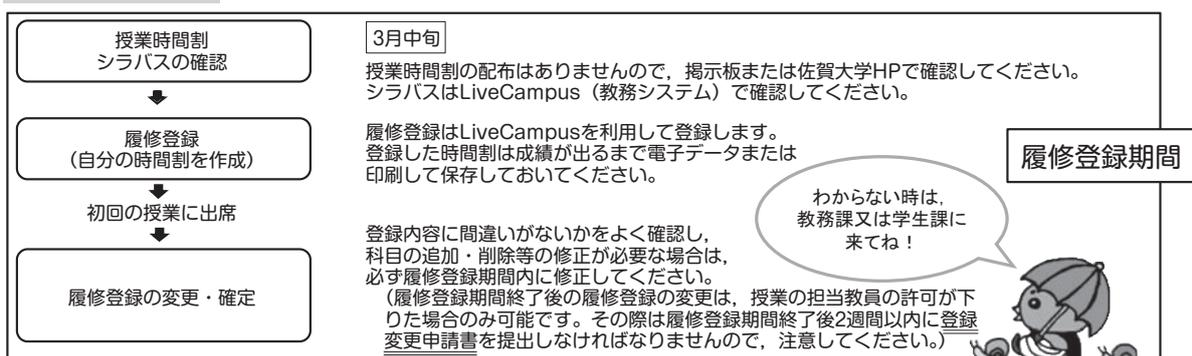 授業時間割
シラバスの確認
3月中旬
授業時間割の配布はありませんので，掲示板または佐賀大学HPで確認してください。
シラバスはLiveCampus（教務システム）で確認してください。
履修登録
（自分の時間割を作成）
履修登録はLiveCampusを利用して登録します。
登録した時間割は成績が出るまで電子データまたは
印刷して保存しておいてください。
履修登録期間
初回の授業に出席
わからない時は，
教務課又は学生課に
来てね！
履修登録の変更・確定
登録内容に間違いがないかをよく確認し，
科目の追加・削除等の修正が必要な場合は，
必ず履修登録期間内に修正してください。
（履修登録期間終了後の履修登録の変更は，授業の担当教員の許可が下
りた場合のみ可能です。その際は履修登録期間終了後2週間以内に登録
変更申請書を提出しなければなりませんので，注意してください。）